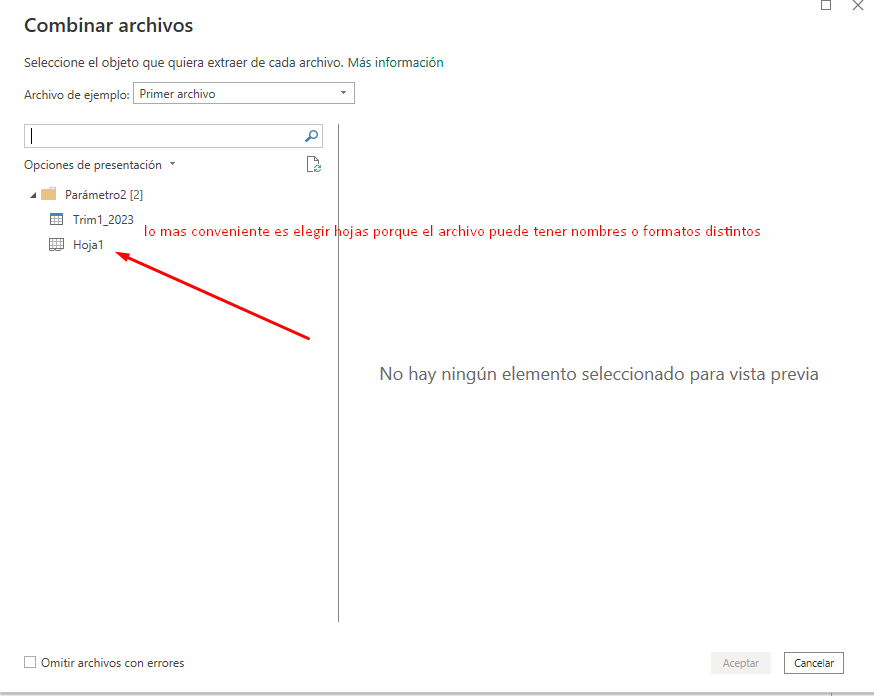 Combinar archivos
Seleccione el objeto que quiera extraer de cada archivo. Más información
Archivo de ejemplo: Primer archivo
Opciones de presentación
Parámetro2 [2]
Trim1_2023
lo mas conveniente es elegir hojas porque el archivo puede tener nombres o formatos distintos
Hoja1
No hay ningún elemento seleccionado para vista previa
Omitir archivos con errores
Aceptar
Cancelar